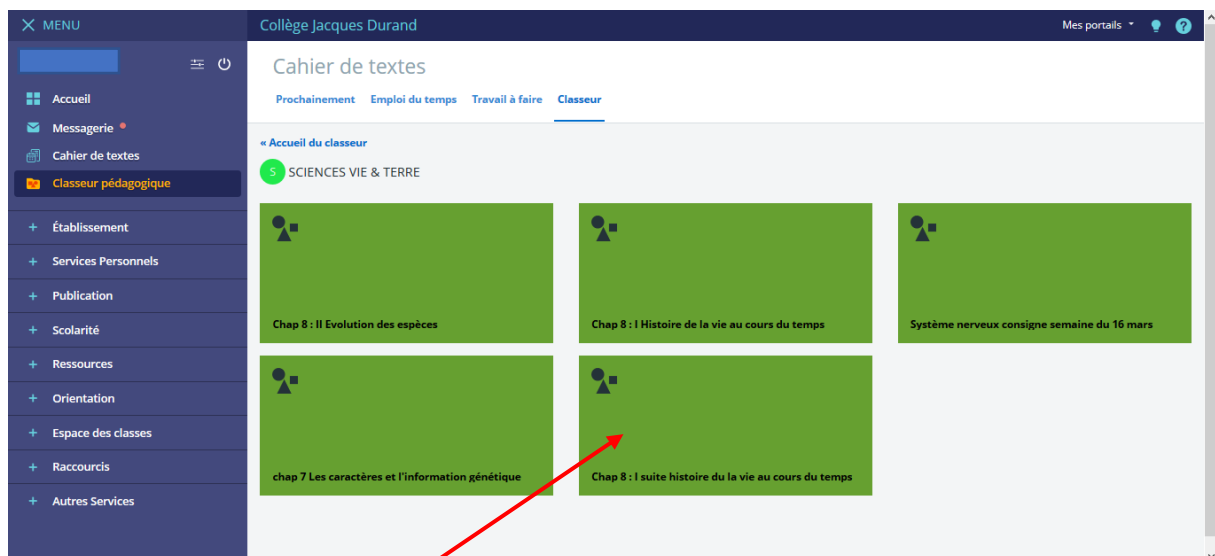 MENU
Collège Jacques Durand
Mes portails
?
Accueil
Messagerie
Cahier de textes
Classeur pédagogique
+ Établissement
+ Services Personnels
+ Publication
+ Scolarité
+ Ressources
+ Orientation
+ Espace des classes
+ Raccourcis
+ Autres Services
Cahier de textes
Prochainement Emploi du temps Travail à faire Classeur
« Accueil du classeur
S SCIENCES VIE & TERRE
Chap 8 : II Evolution des espèces
Chap 8 : I Histoire de la vie au cours du temps
Système nerveux consigne semaine du 16 mars
chap 7 Les caractères et l'information génétique
Chap 8 : I suite histoire du la vie au cours du temps